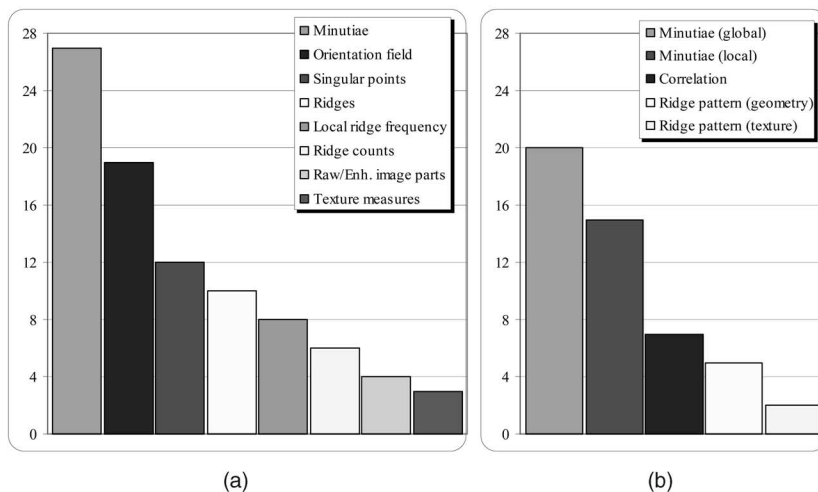 28
24
20
16
12
8
4
0
Minutiae
Orientation field
Singular points
Ridges
Local ridge frequency
Ridge counts
Raw/Enh. image parts
Texture measures
(a)
28
24
20
16
12
8
4
0
Minutiae (global)
Minutiae (local)
Correlation
Ridge pattern (geometry)
Ridge pattern (texture)
(b)